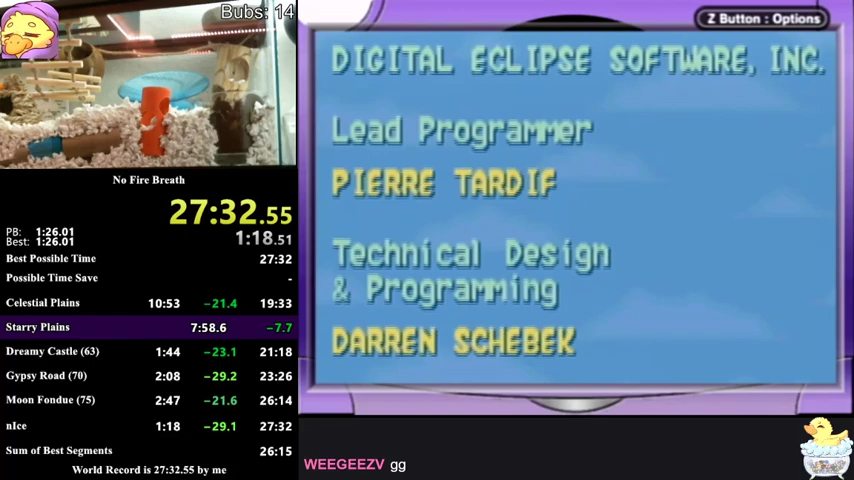 Bubs: 14
Z Button : Options
DIGITAL ECLIPSE SOFTWARE, INC.
Lead Programmer
PIERRE TARDIF
Technical Design
& Programming
DARREN SCHEBEK
No Fire Breath
27:32.55
PB: 1:26.01
Best: 1:26.01
1:18.51
Best Possible Time 27:32
Possible Time Save -
Celestial Plains 10:53 -21.4 19:33
Starry Plains 7:58.6 -7.7
Dreamy Castle (63) 1:44 -23.1 21:18
Gypsy Road (70) 2:08 -29.2 23:26
Moon Fondue (75) 2:47 -21.6 26:14
nIce 1:18 -29.1 27:32
Sum of Best Segments 26:15
World Record is 27:32.55 by me
WEEGEEZV gg